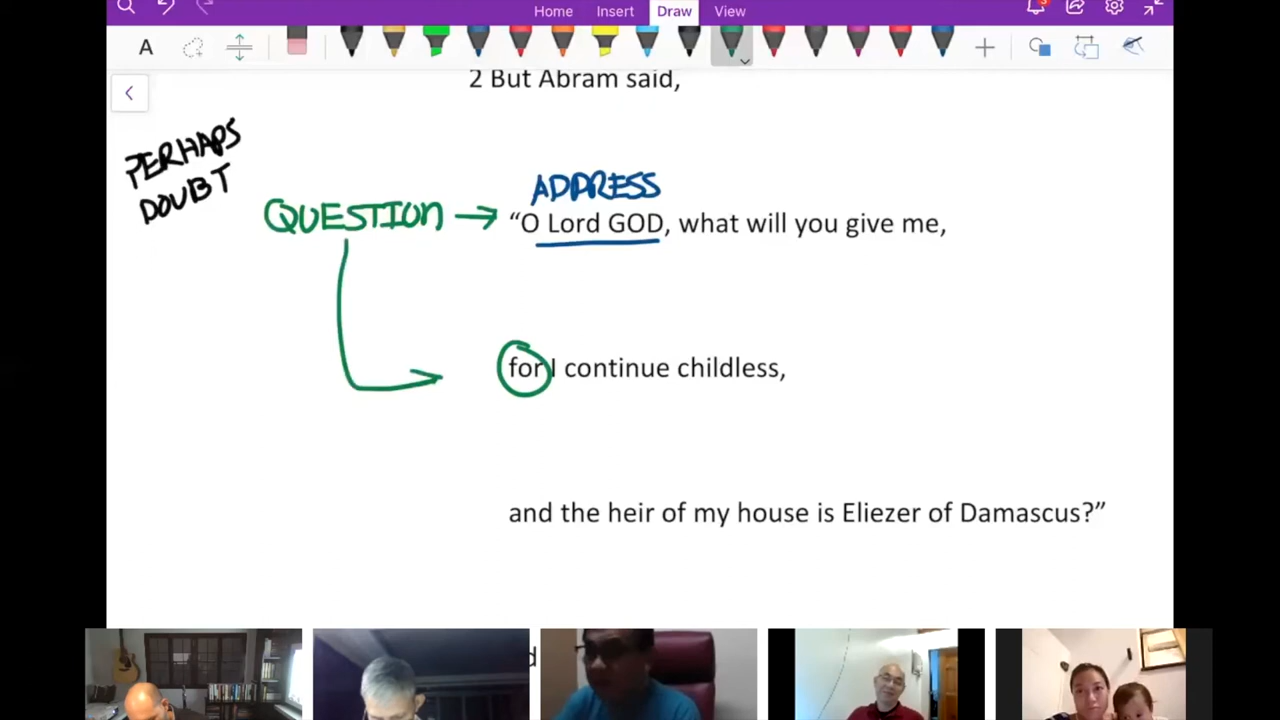 Home Insert Draw View
A
2 But Abram said,
PERHAPS
DOUBT
ADDRESS
QUESTION → “O Lord GOD, what will you give me,
for I continue childless,
and the heir of my house is Eliezer of Damascus?”